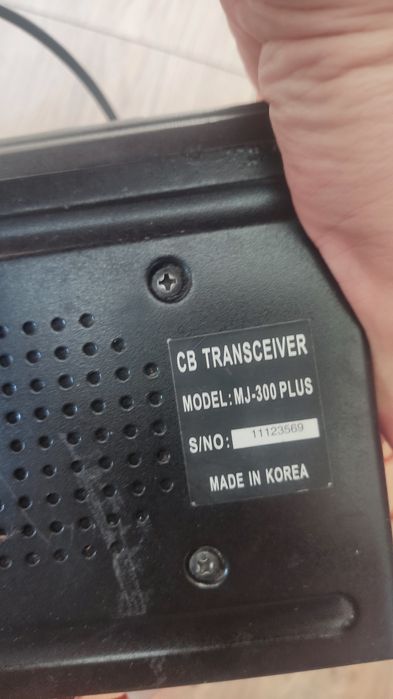 CB TRANSCEIVER
MODEL: MJ-300 PLUS
S/NO: 11123569
MADE IN KOREA